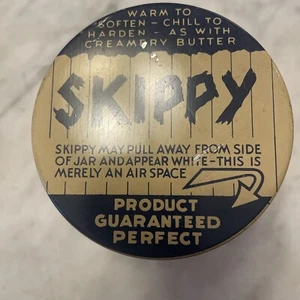 WARM TO
SOFTEN - CHILL TO
HARDEN - AS WITH
CREAMERY BUTTER
SKIPPY
SKIPPY MAY PULL AWAY FROM SIDE
OF JAR AND APPEAR WHITE - THIS IS
MERELY AN AIR SPACE
PRODUCT
GUARANTEED
PERFECT